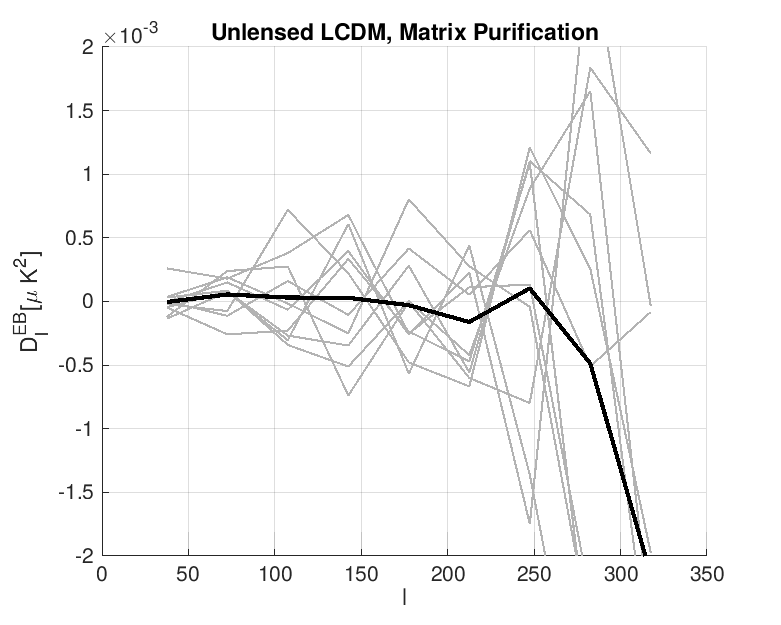 Unlensed LCDM, Matrix Purification
×10⁻³
2
1.5
1
0.5
0
-0.5
-1
-1.5
-2
D_l^{EB}[μ K²]
0 50 100 150 200 250 300 350
l